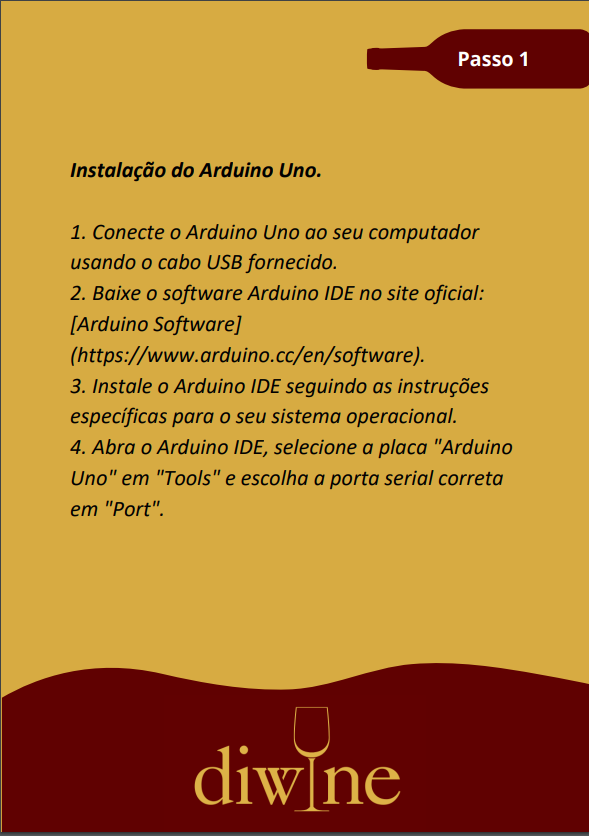 Passo 1
Instalação do Arduino Uno.
1. Conecte o Arduino Uno ao seu computador
usando o cabo USB fornecido.
2. Baixe o software Arduino IDE no site oficial:
[Arduino Software]
(https://www.arduino.cc/en/software).
3. Instale o Arduino IDE seguindo as instruções
específicas para o seu sistema operacional.
4. Abra o Arduino IDE, selecione a placa "Arduino
Uno" em "Tools" e escolha a porta serial correta
em "Port".
diwine